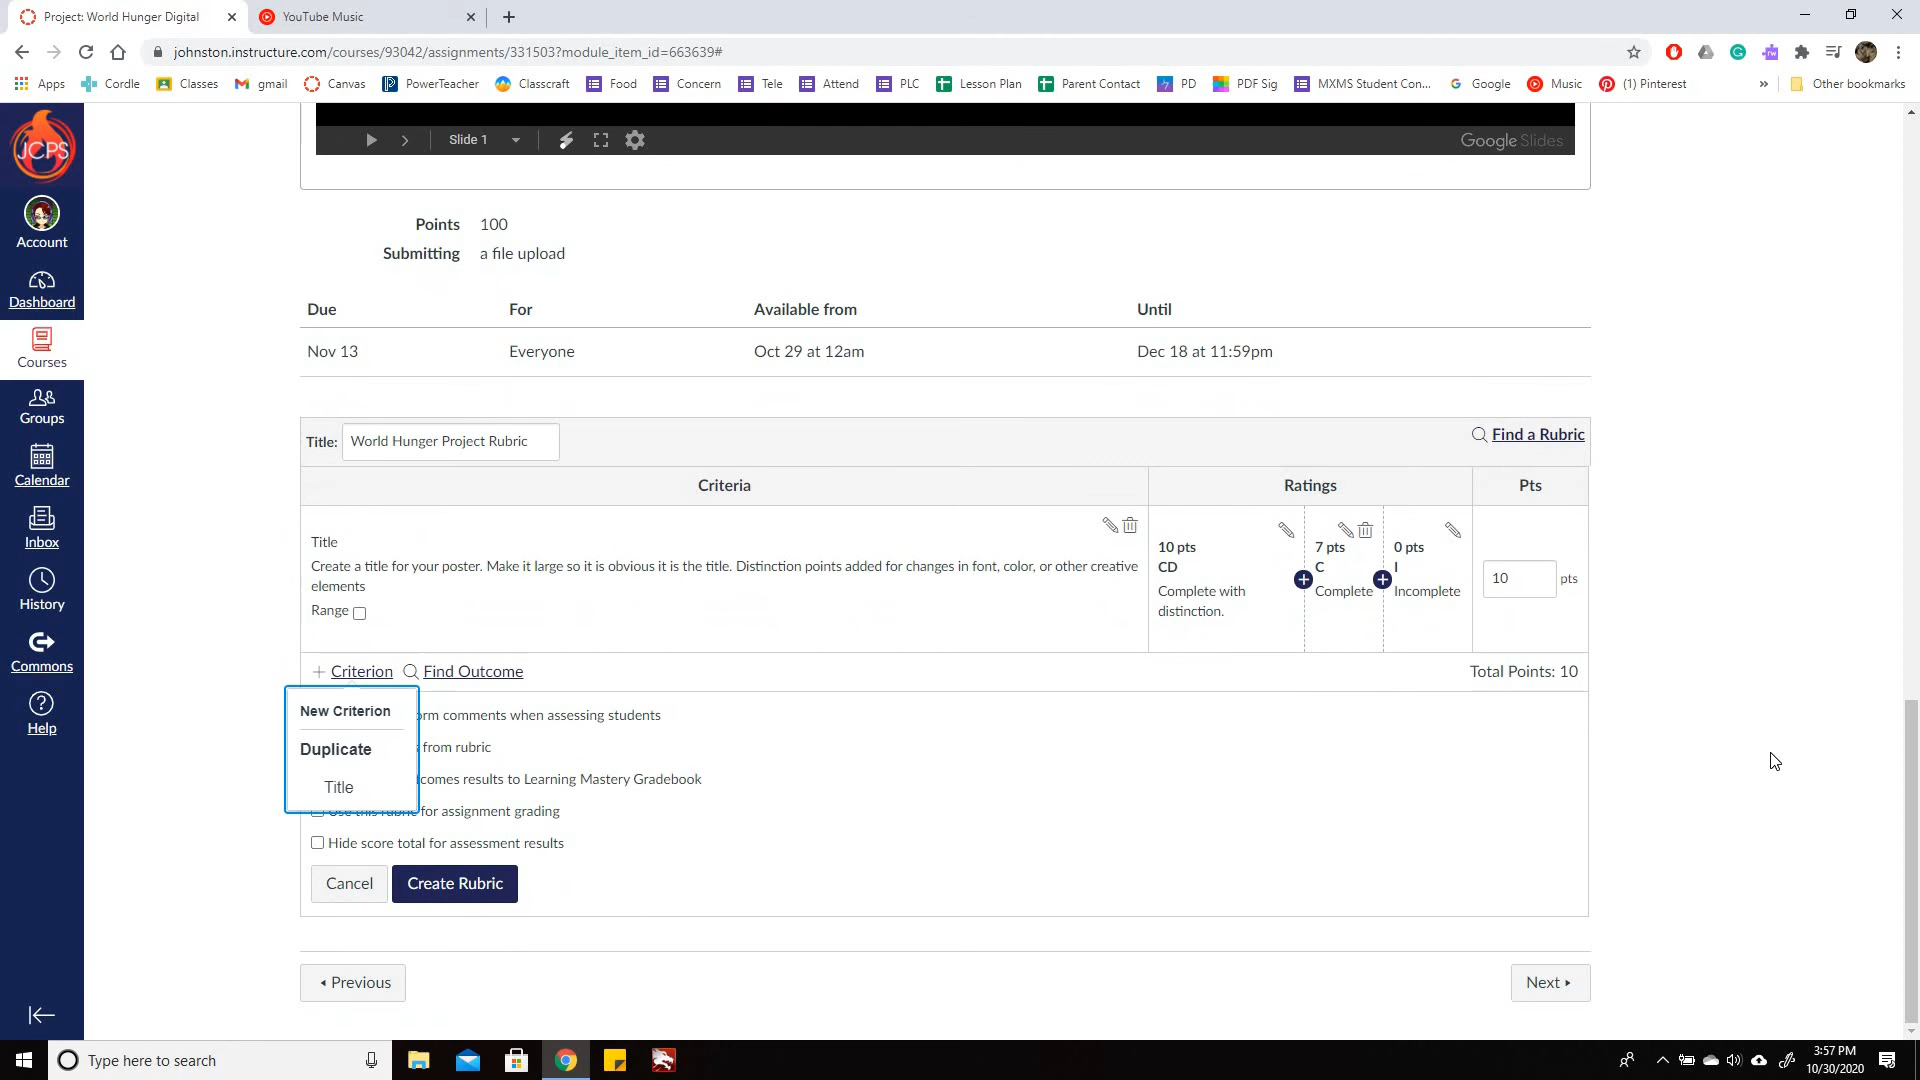 Project: World Hunger Digital
YouTube Music
johnston.instructure.com/courses/93042/assignments/331503?module_item_id=663639#
Apps Cordle Classes gmail Canvas PowerTeacher Classcraft Food Concern Tele Attend PLC Lesson Plan Parent Contact PD PDF Sig MXMS Student Con... Google Music (1) Pinterest » Other bookmarks
JCPS
Account
Dashboard
Courses
Groups
Calendar
Inbox
History
Commons
Help
Slide 1
Google Slides
Points 100
Submitting a file upload
Due For Available from Until
Nov 13 Everyone Oct 29 at 12am Dec 18 at 11:59pm
Title: World Hunger Project Rubric Find a Rubric
Criteria Ratings Pts
Title
Create a title for your poster. Make it large so it is obvious it is the title. Distinction points added for changes in font, color, or other creative
elements
Range
10 pts
CD
Complete with
distinction.
7 pts
C
Complete
0 pts
I
Incomplete
10 pts
Criterion Find Outcome Total Points: 10
New Criterion
Duplicate
Title
orm comments when assessing students
from rubric
comes results to Learning Mastery Gradebook
Use this rubric for assignment grading
Hide score total for assessment results
Cancel Create Rubric
Previous Next
Type here to search
3:57 PM
10/30/2020